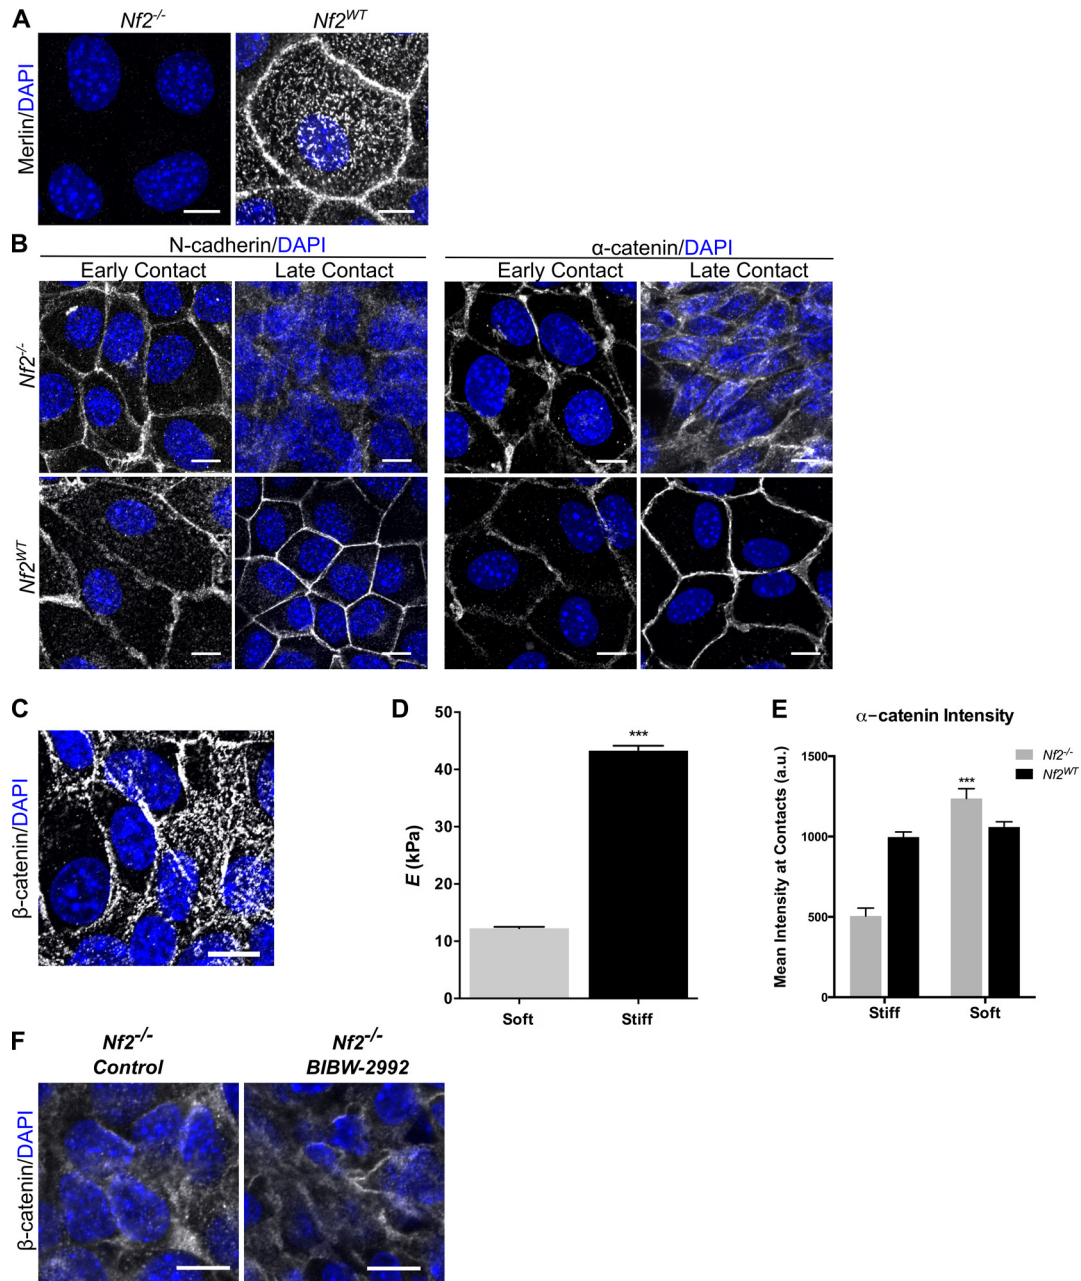 A
Nf2-/-
Nf2WT
Merlin/DAPI
B
N-cadherin/DAPI
α-catenin/DAPI
Early Contact
Late Contact
Early Contact
Late Contact
Nf2-/-
Nf2WT
C
β-catenin/DAPI
D
50
40
30
20
10
0
E (kPa)
***
Soft
Stiff
E
α−catenin Intensity
Nf2-/-
Nf2WT
1500
1000
500
0
Mean Intensity at Contacts (a.u.)
***
Stiff
Soft
F
Nf2-/-
Control
Nf2-/-
BIBW-2992
β-catenin/DAPI